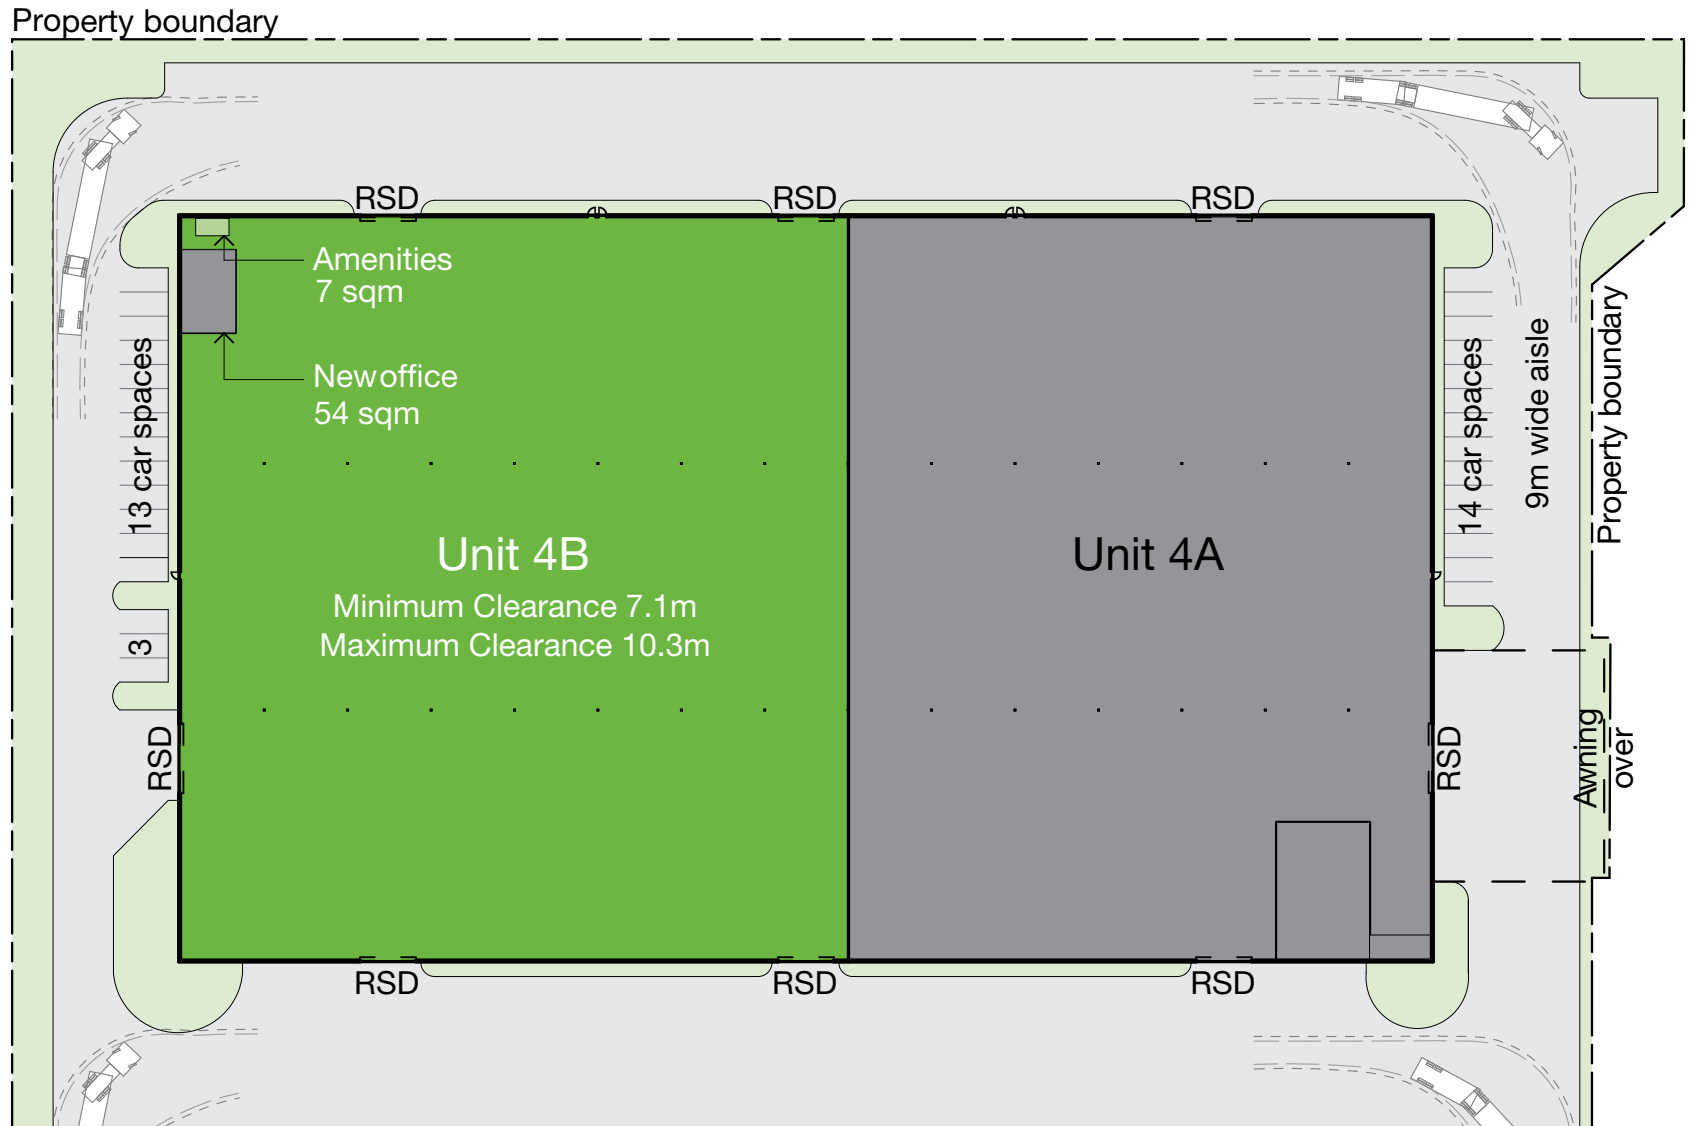 Property boundary
RSD
RSD
RSD
Amenities
7 sqm
New office
54 sqm
13 car spaces
14 car spaces
9m wide aisle
Property boundary
Unit 4B
Minimum Clearance 7.1m
Maximum Clearance 10.3m
Unit 4A
3
RSD
RSD
Awning
over
RSD
RSD
RSD